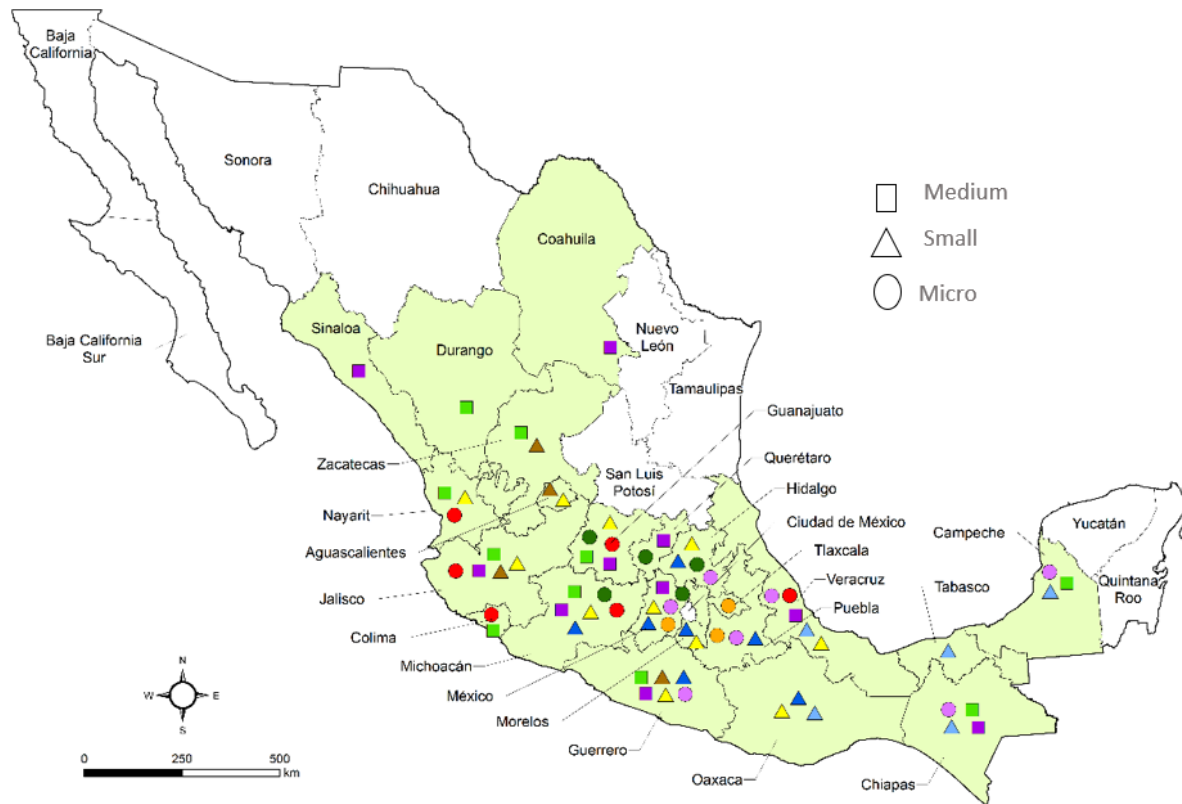 Baja
California
Sonora
Chihuahua
Coahuila
Medium
Small
Micro
Sinaloa
Durango
Nuevo
León
Baja California
Sur
Tamaulipas
Guanajuato
Zacatecas
San Luis
Potosí
Querétaro
Hidalgo
Nayarit
Ciudad de México
Campeche
Yucatán
Aguascalientes
Tlaxcala
Quintana
Roo
Jalisco
Veracruz
Tabasco
Colima
Puebla
Michoacán
México
Morelos
Guerrero
Oaxaca
Chiapas
N
W E
S
0 250 500
km